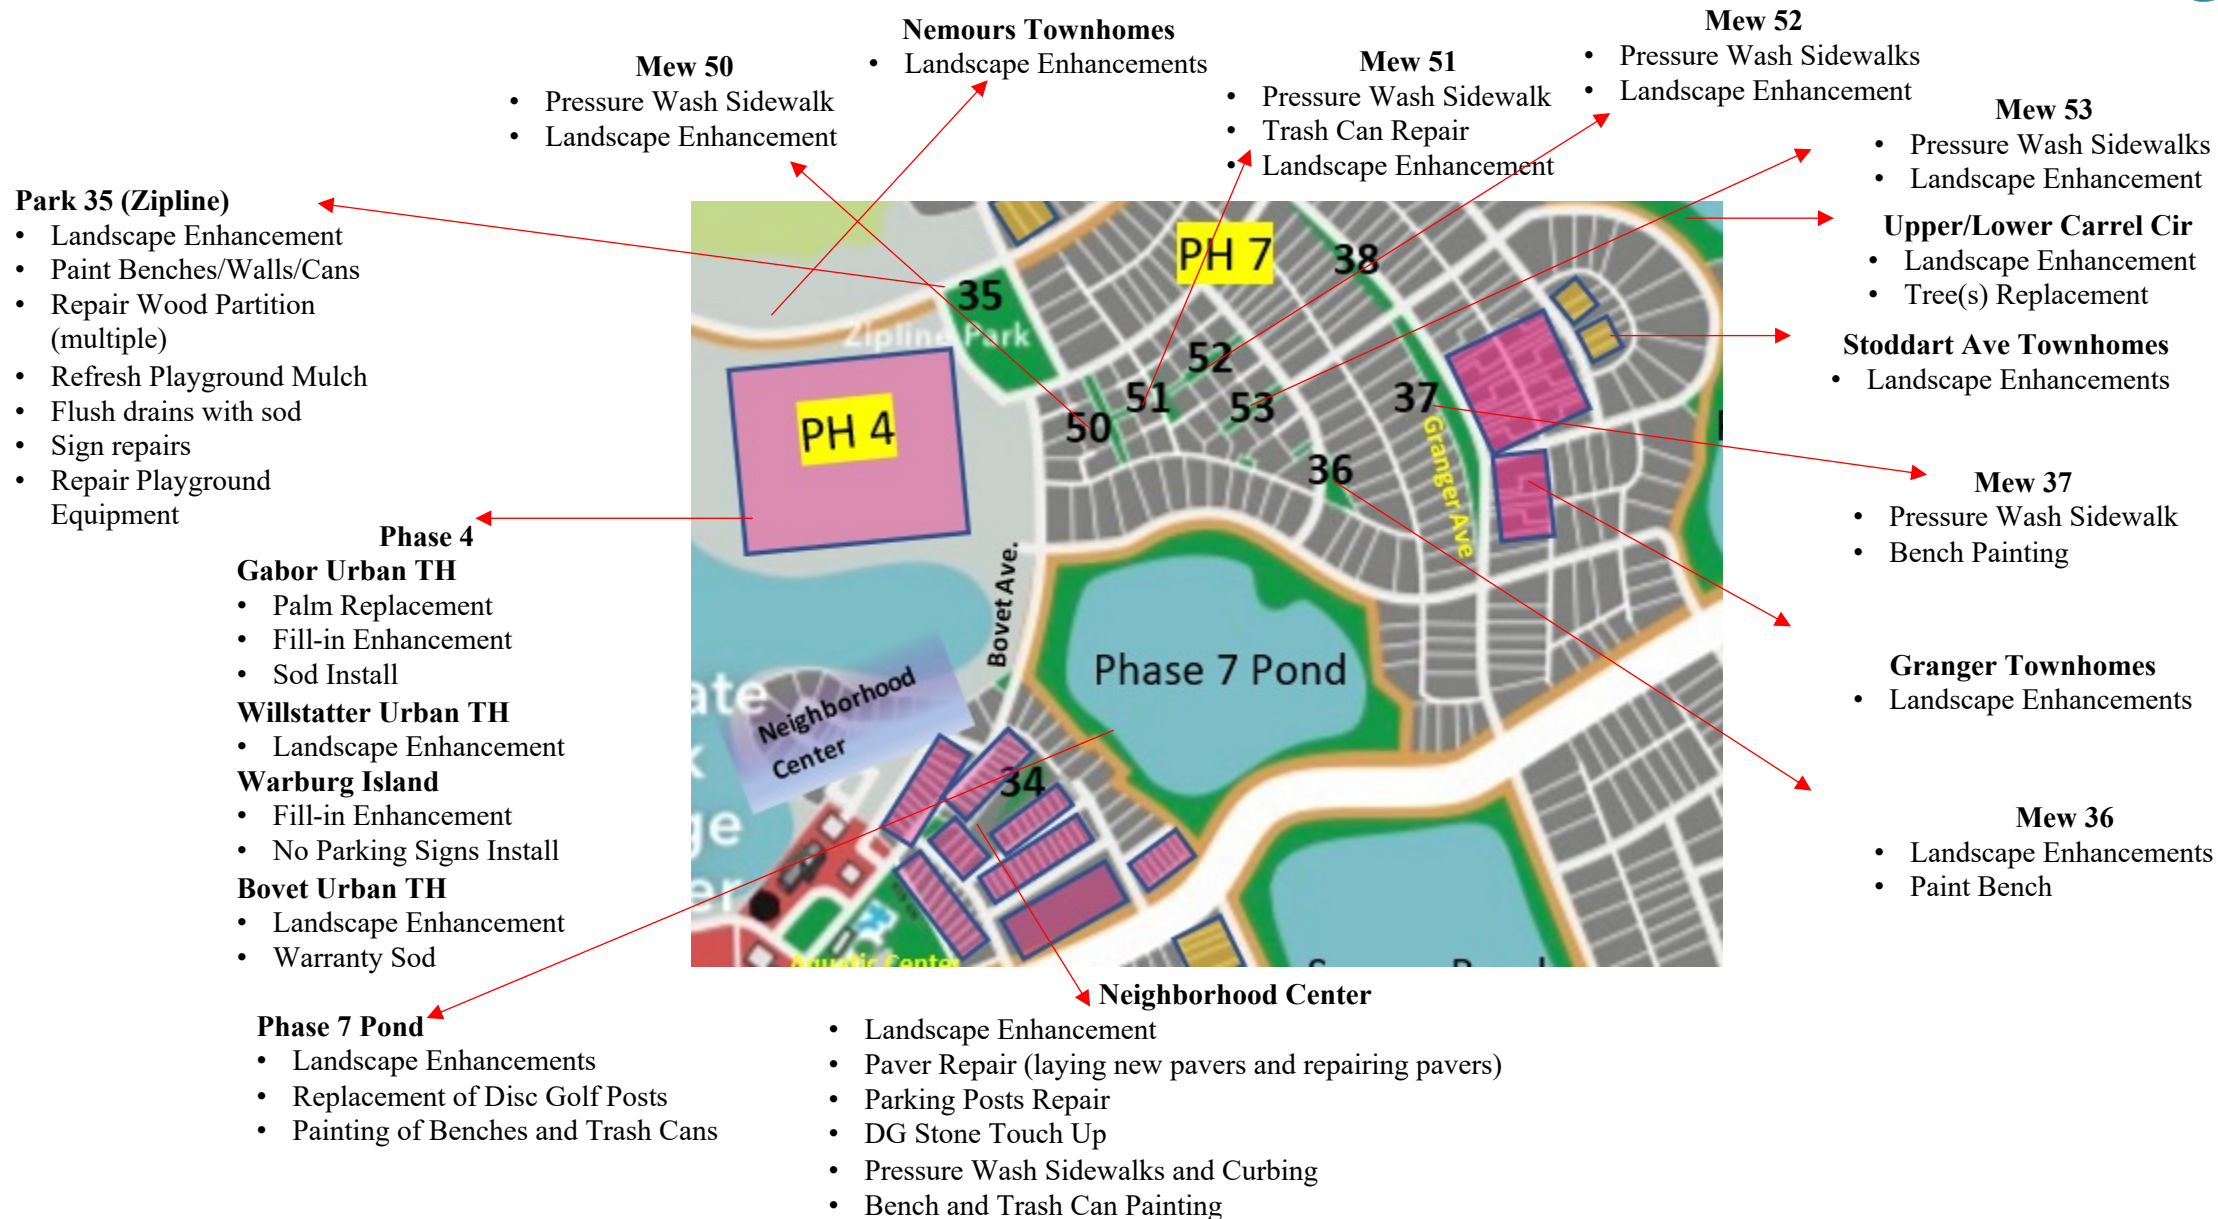 Mew 52
• Pressure Wash Sidewalks
• Landscape Enhancement
Nemours Townhomes
• Landscape Enhancements
Mew 50
• Pressure Wash Sidewalk
• Landscape Enhancement
Mew 51
• Pressure Wash Sidewalk
• Trash Can Repair
• Landscape Enhancement
Mew 53
• Pressure Wash Sidewalks
• Landscape Enhancement
Park 35 (Zipline)
• Landscape Enhancement
• Paint Benches/Walls/Cans
• Repair Wood Partition
(multiple)
• Refresh Playground Mulch
• Flush drains with sod
• Sign repairs
• Repair Playground
Equipment
Upper/Lower Carrel Cir
• Landscape Enhancement
• Tree(s) Replacement
Stoddart Ave Townhomes
• Landscape Enhancements
PH 7
38
35
Zipline Park
52
51
53
37
50
PH 4
36
Granger Ave
Bovet Ave.
Phase 7 Pond
Neighborhood
Center
34
Aquatic Center
Mew 37
• Pressure Wash Sidewalk
• Bench Painting
Granger Townhomes
• Landscape Enhancements
Mew 36
• Landscape Enhancements
• Paint Bench
Phase 4
Gabor Urban TH
• Palm Replacement
• Fill-in Enhancement
• Sod Install
Willstatter Urban TH
• Landscape Enhancement
Warburg Island
• Fill-in Enhancement
• No Parking Signs Install
Bovet Urban TH
• Landscape Enhancement
• Warranty Sod
Phase 7 Pond
• Landscape Enhancements
• Replacement of Disc Golf Posts
• Painting of Benches and Trash Cans
Neighborhood Center
• Landscape Enhancement
• Paver Repair (laying new pavers and repairing pavers)
• Parking Posts Repair
• DG Stone Touch Up
• Pressure Wash Sidewalks and Curbing
• Bench and Trash Can Painting